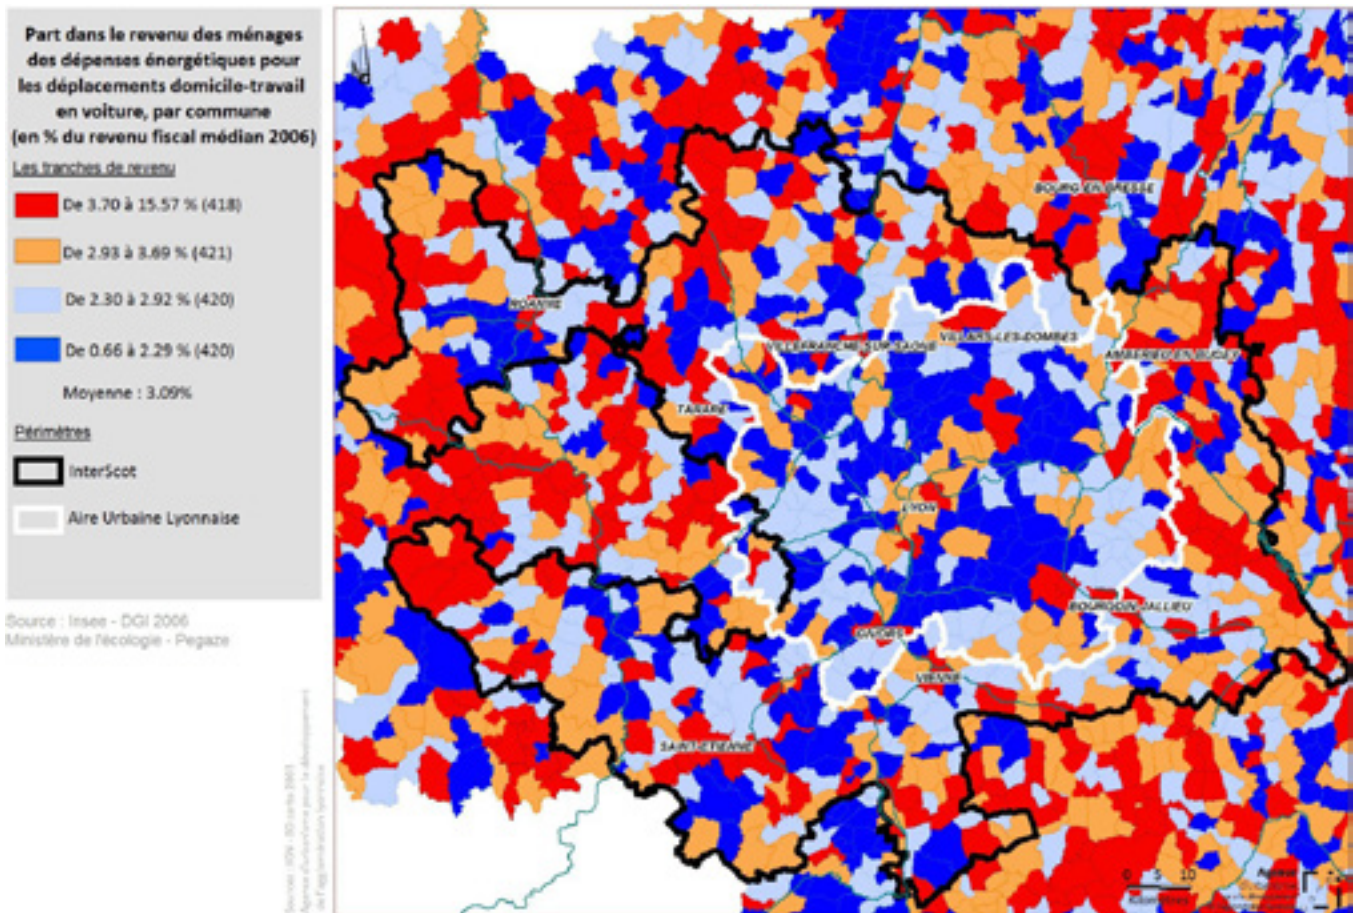 Part dans le revenu des ménages
des dépenses énergétiques pour
les déplacements domicile-travail
en voiture, par commune
(en % du revenu fiscal médian 2006)
Les tranches de revenu
De 3.70 à 15.57 % (418)
De 2.93 à 3.69 % (421)
De 2.30 à 2.92 % (420)
De 0.66 à 2.29 % (420)
Moyenne : 3.09%
Périmètres
InterScot
Aire Urbaine Lyonnaise
Source : Insee - DGI 2006
Ministère de l'écologie - Pegaze
BOURG EN BRESSE
ROANNE
VILLEFRANCHE SUR SAONE
VILLARS-LES-DOMBES
AMBERIEU EN BUGEY
TARARE
LYON
BOURGOIN JALLIEU
GIVORS
VIENNE
SAINT-ETIENNE
0 5 10
Kilomètres